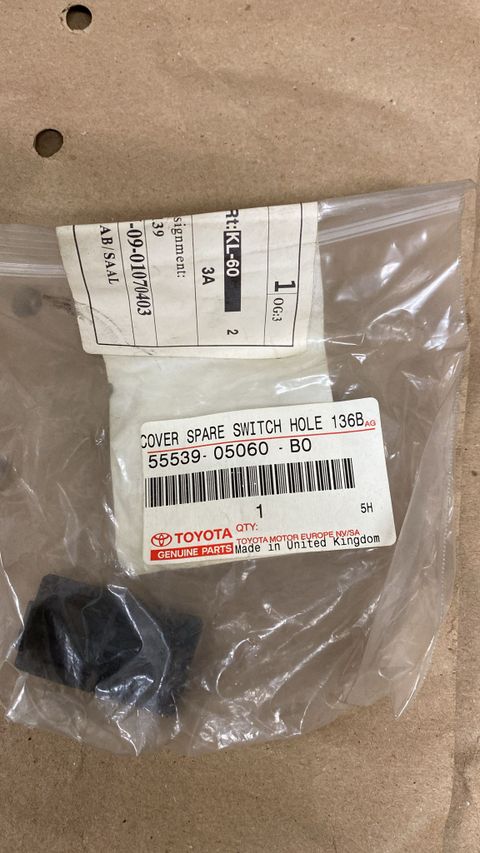 Rt: KL-60
1
OG:3
3A
2
signment:
39
-09-01070403
AB/SAAL
COVER SPARE SWITCH HOLE 136B AG
55539-05060-B0
1
5H
TOYOTA QTY:
GENUINE PARTS TOYOTA MOTOR EUROPE NV/SA
Made in United Kingdom